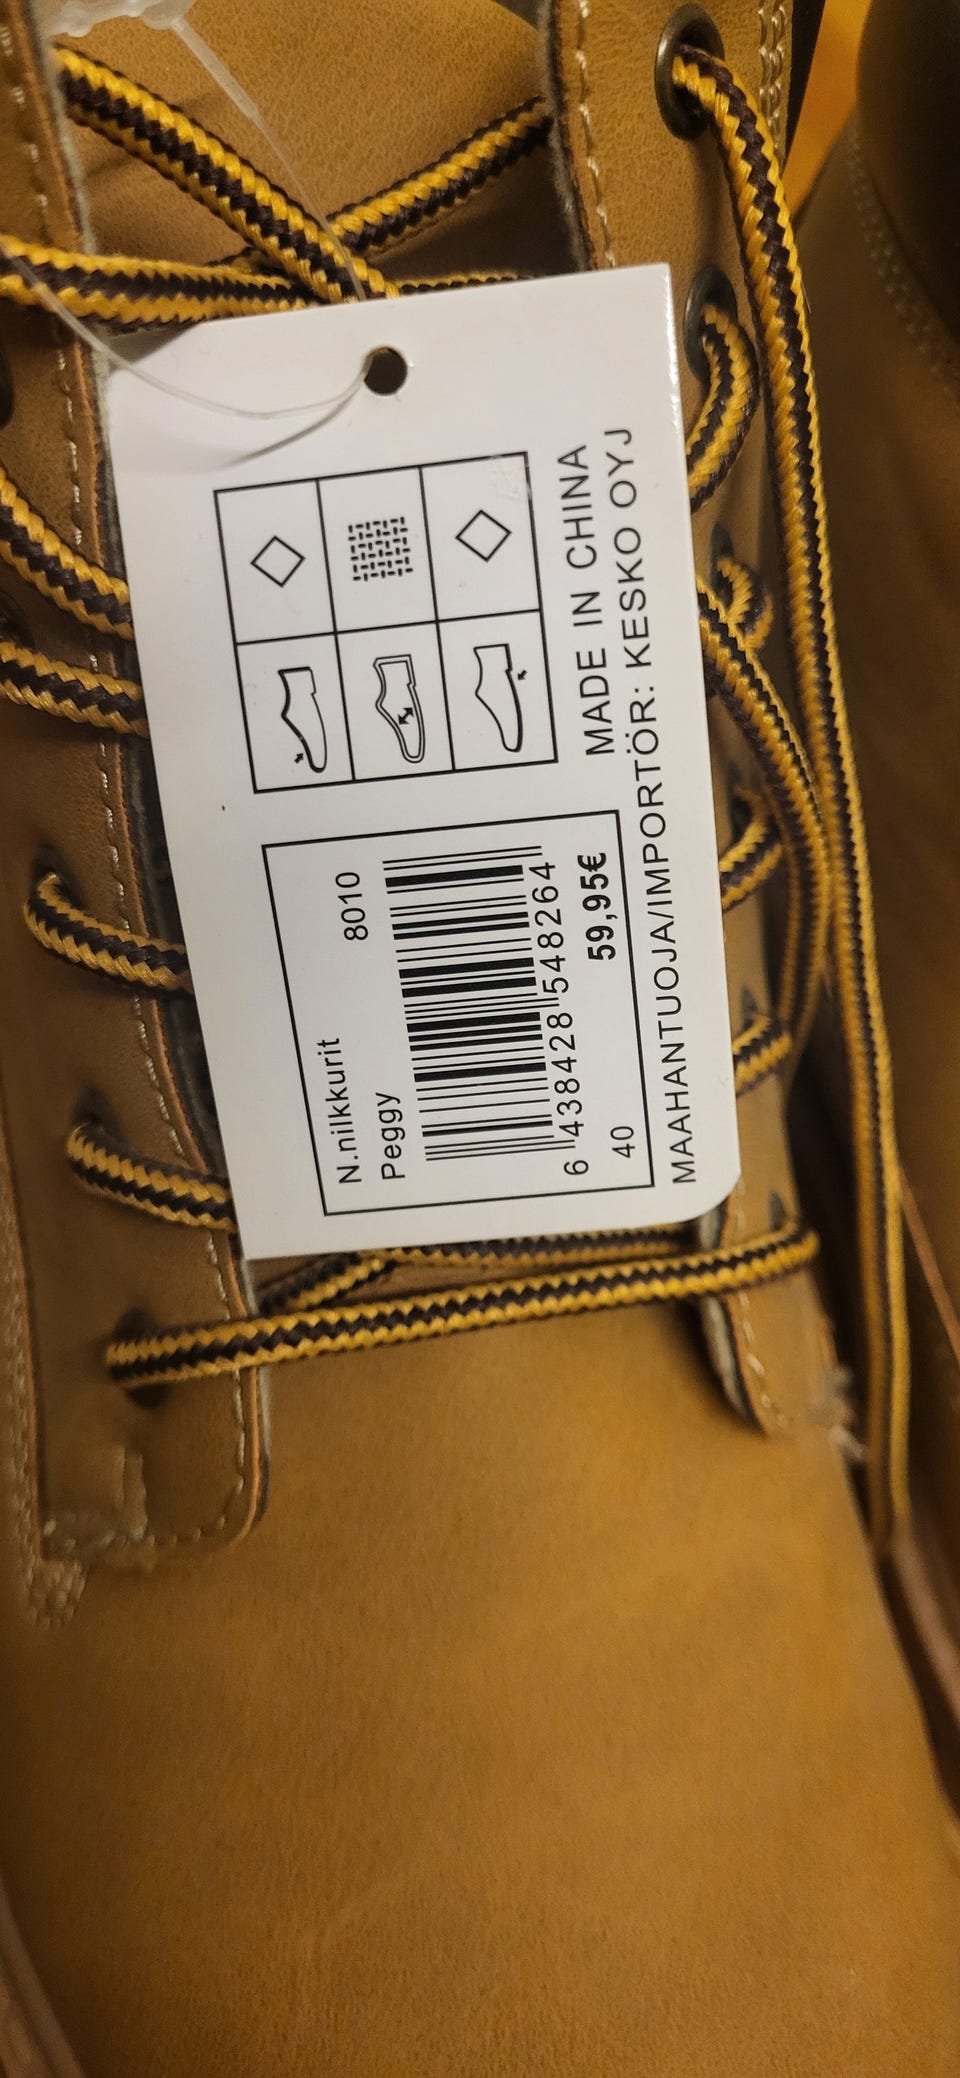 MADE IN CHINA
MAAHANTUOJA/IMPORTÖR: KESKO OYJ
N.nilkkurit 8010
Peggy
6 438428 548264
59,95€
40